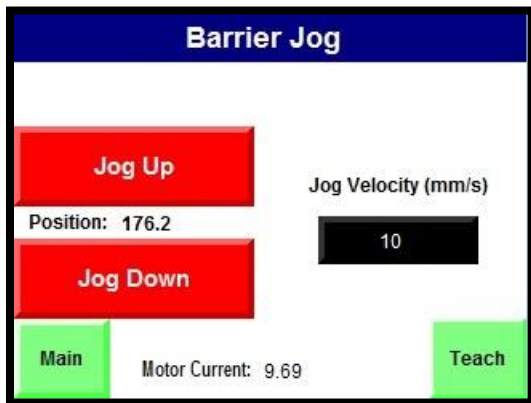 Barrier Jog
Jog Up
Position: 176.2
Jog Down
Jog Velocity (mm/s)
10
Main
Motor Current: 9.69
Teach